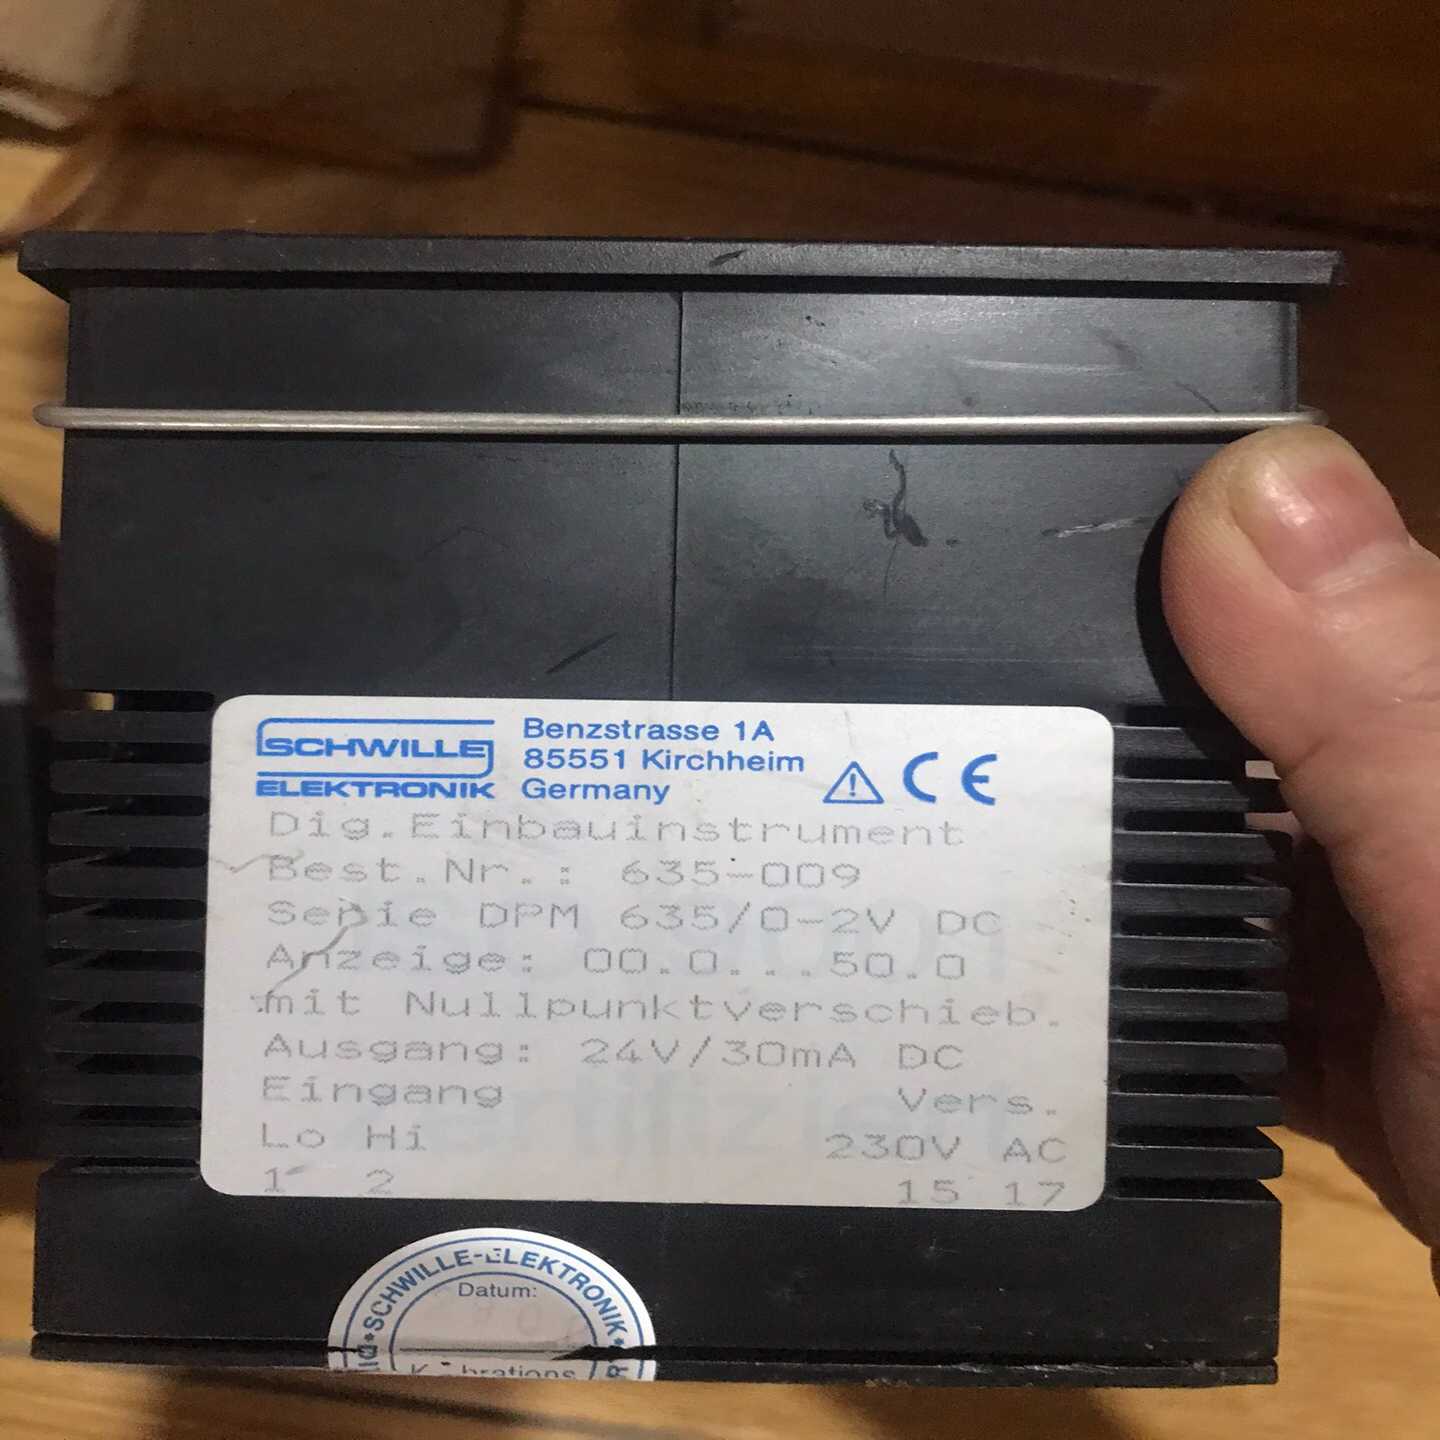 SCHWILLE
ELEKTRONIK
Benzstrasse 1A
85551 Kirchheim
Germany
CE
Dig.Einbauinstrument
Best.Nr.: 635-009
Serie DPM 635/0-2V DC
Anzeige: 00.0...50.0
mit Nullpunktverschieb.
Ausgang: 24V/30mA DC
Eingang Vers.
Lo Hi 230V AC
1 2 15 17
SCHWILLE-ELEKTRONIK
Datum: